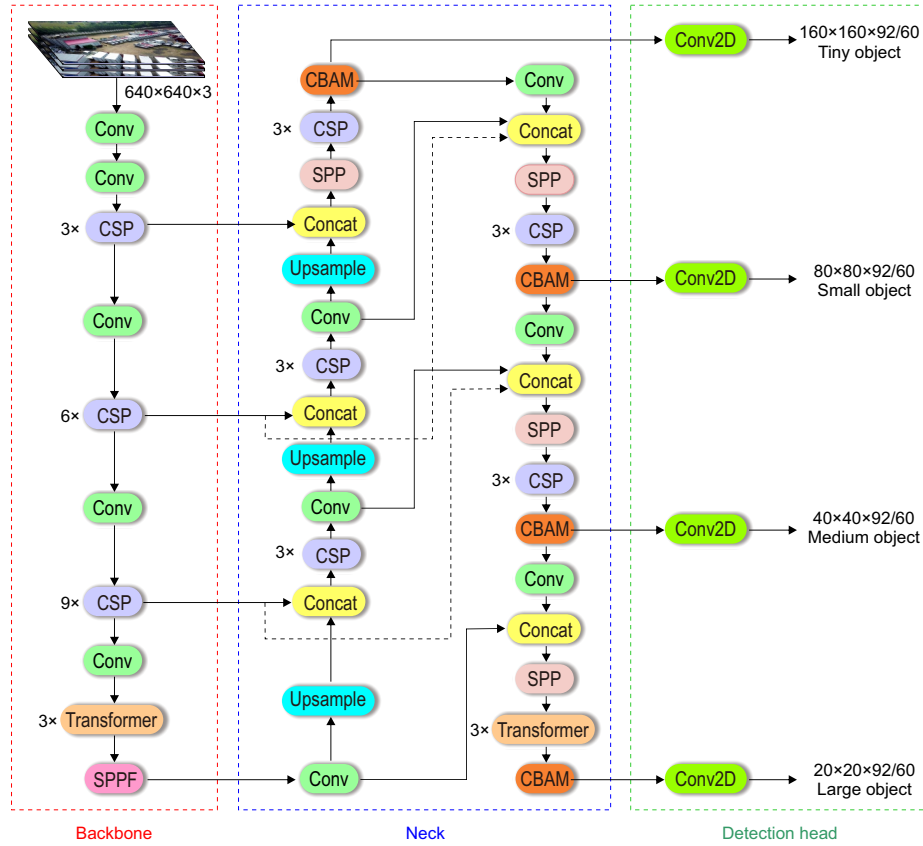 640×640×3
Conv
Conv
3×
CSP
Conv
6×
CSP
Conv
9×
CSP
Conv
3×
Transformer
SPPF
Backbone
CBAM
3×
CSP
SPP
Concat
Upsample
Conv
3×
CSP
Concat
Upsample
Conv
3×
CSP
Concat
Upsample
Conv
Conv
Concat
SPP
3×
CSP
CBAM
Conv
Concat
SPP
3×
CSP
CBAM
Conv
Concat
SPP
3×
Transformer
CBAM
Neck
Conv2D
160×160×92/60
Tiny object
Conv2D
80×80×92/60
Small object
Conv2D
40×40×92/60
Medium object
Conv2D
20×20×92/60
Large object
Detection head